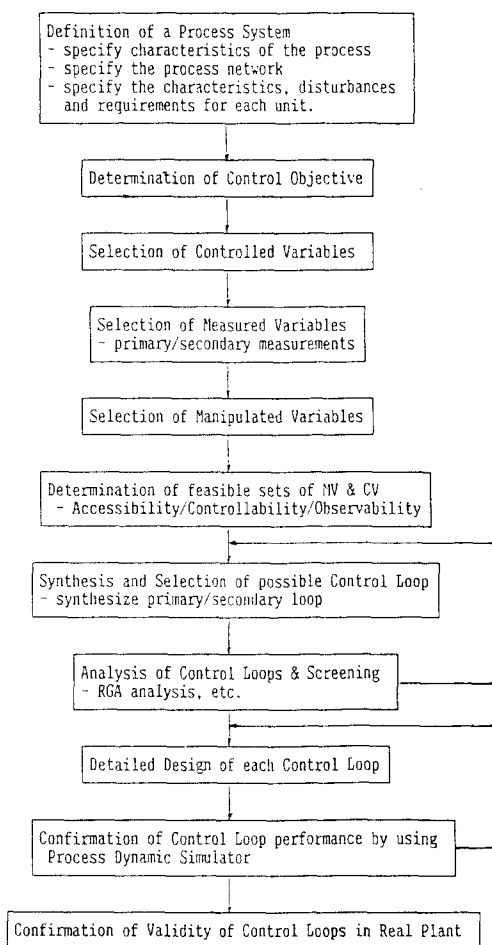 Definition of a Process System
- specify characteristics of the process
- specify the process network
- specify the characteristics, disturbances
and requirements for each unit.
Determination of Control Objective
Selection of Controlled Variables
Selection of Measured Variables
- primary/secondary measurements
Selection of Manipulated Variables
Determination of feasible sets of MV & CV
- Accessibility/Controllability/Observability
Synthesis and Selection of possible Control Loop
- synthesize primary/secondary loop
Analysis of Control Loops & Screening
- RGA analysis, etc.
Detailed Design of each Control Loop
Confirmation of Control Loop performance by using
Process Dynamic Simulator
Confirmation of Validity of Control Loops in Real Plant